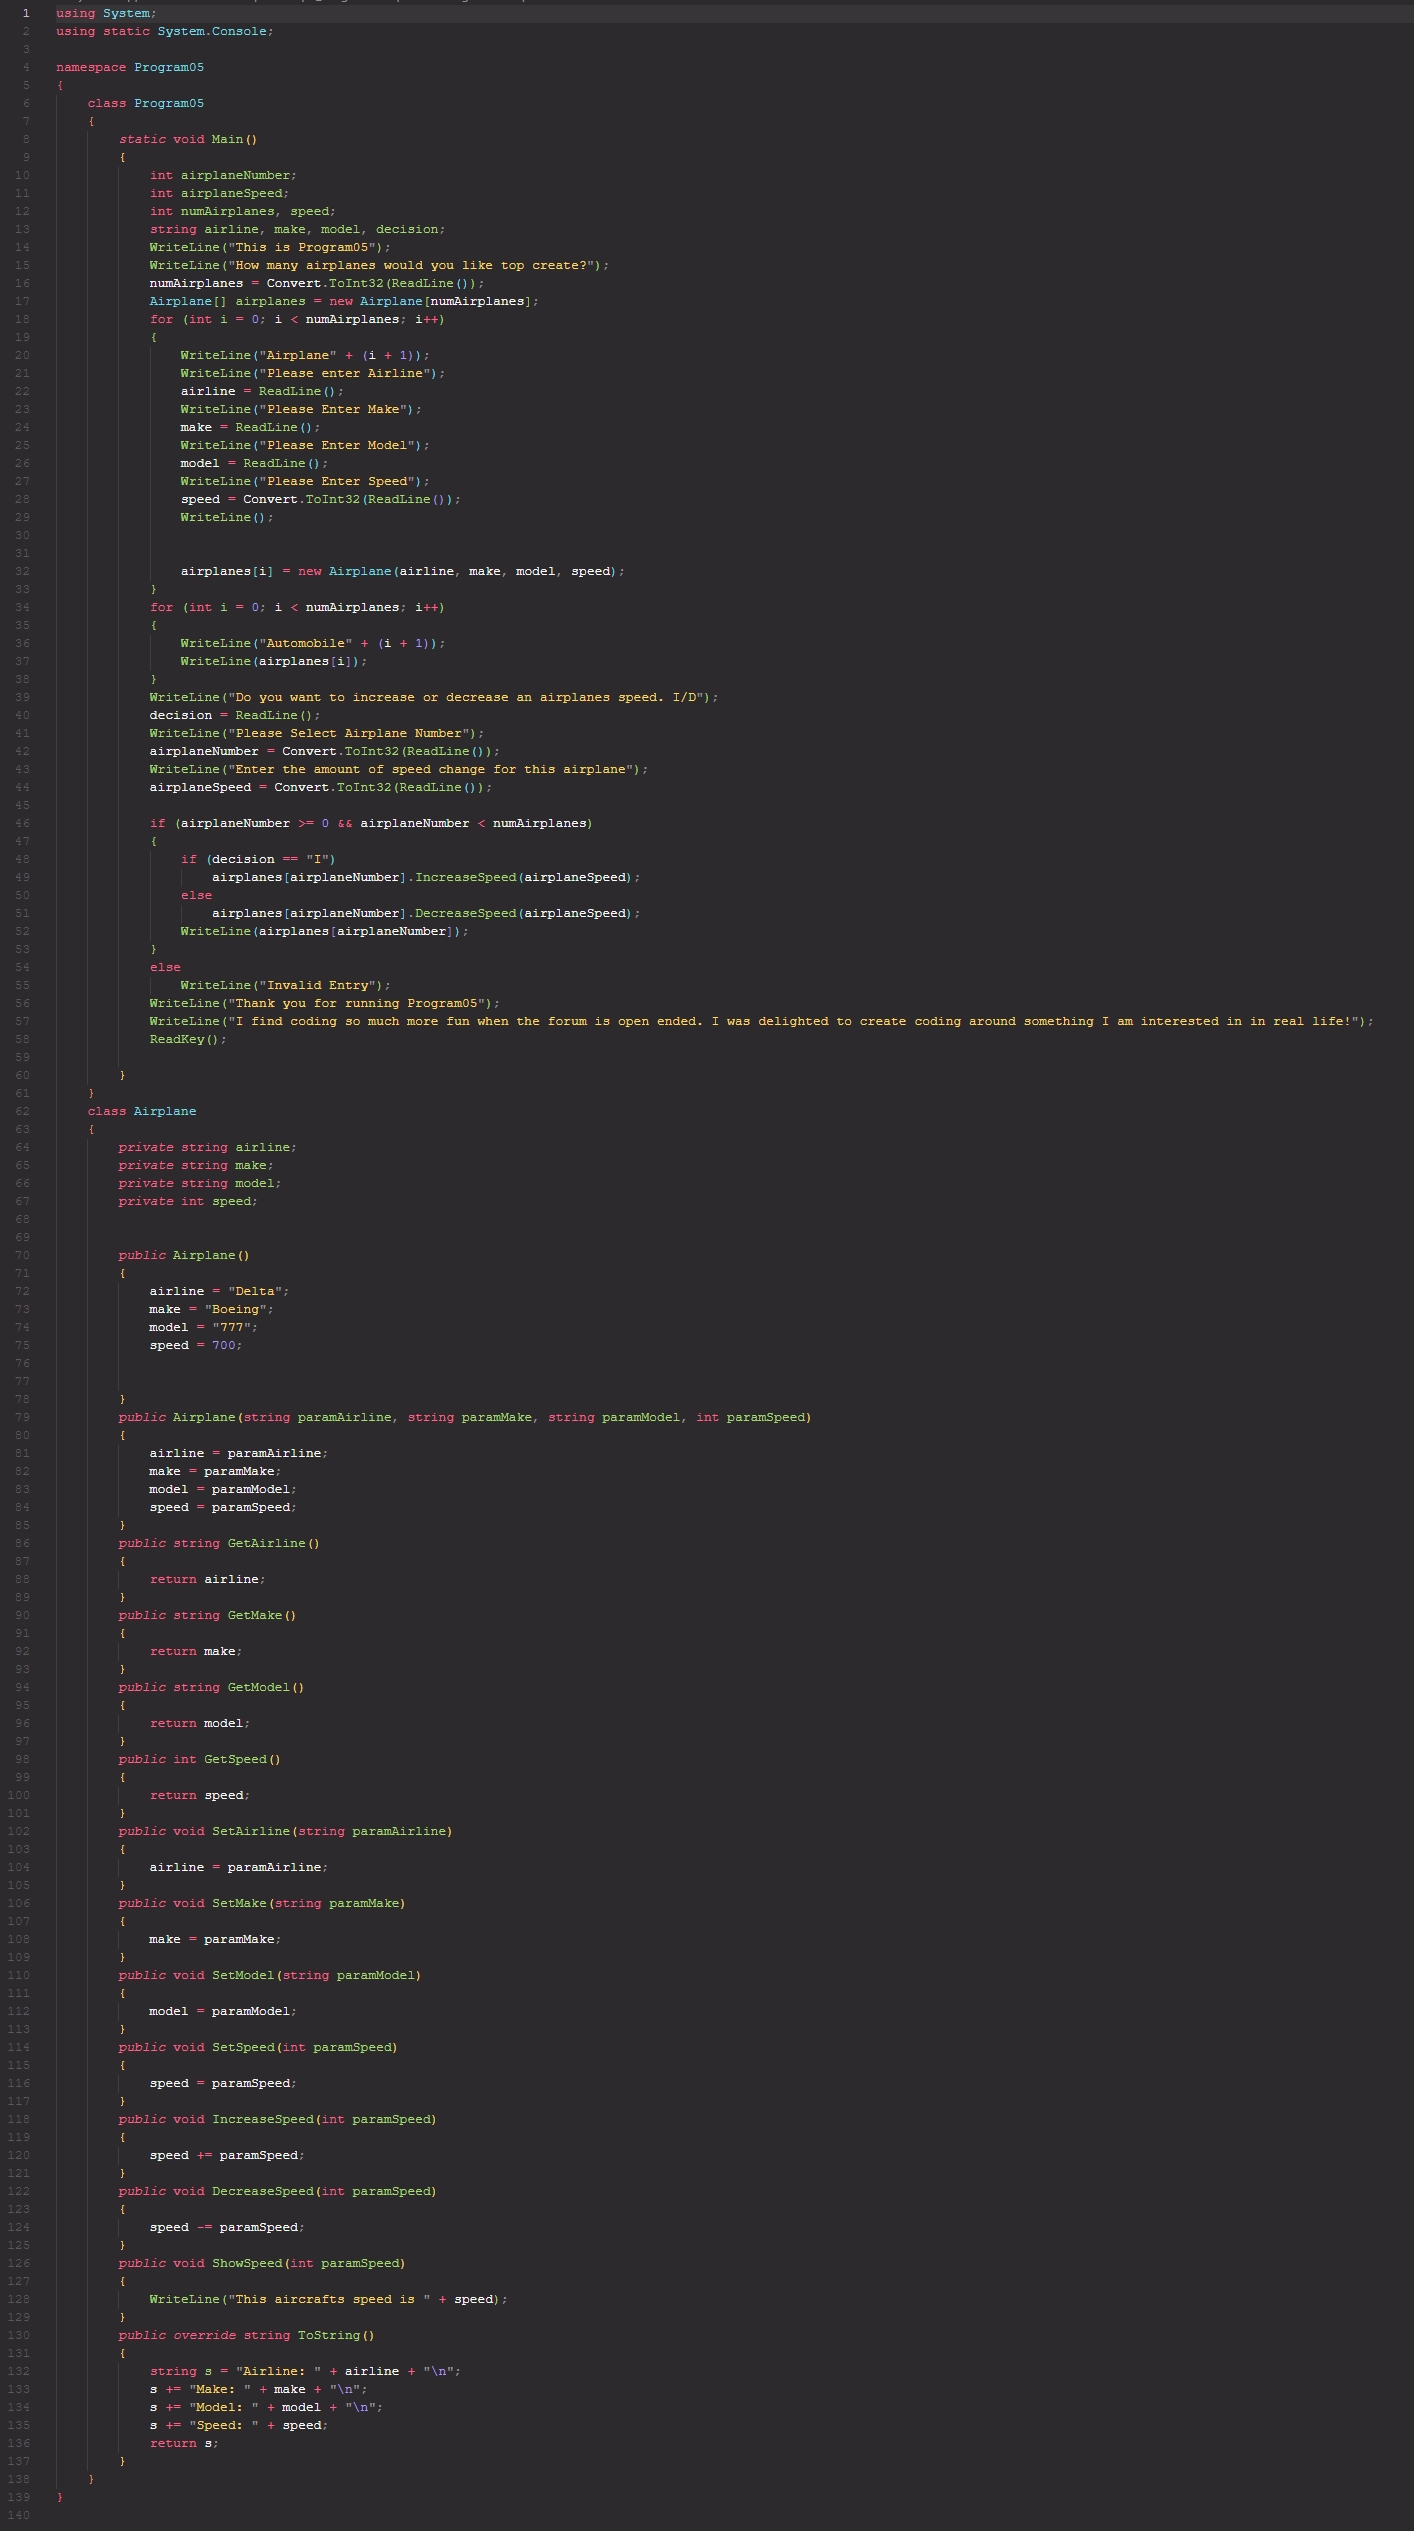 1 using System;
2 using static System.Console;
3
4 namespace Program05
5 {
6 class Program05
7 {
8 static void Main()
9 {
10 int airplaneNumber;
11 int airplaneSpeed;
12 int numAirplanes, speed;
13 string airline, make, model, decision;
14 WriteLine("This is Program05");
15 WriteLine("How many airplanes would you like top create?");
16 numAirplanes = Convert.ToInt32(ReadLine());
17 Airplane[] airplanes = new Airplane[numAirplanes];
18 for (int i = 0; i < numAirplanes; i++)
19 {
20 WriteLine("Airplane" + (i + 1));
21 WriteLine("Please enter Airline");
22 airline = ReadLine();
23 WriteLine("Please Enter Make");
24 make = ReadLine();
25 WriteLine("Please Enter Model");
26 model = ReadLine();
27 WriteLine("Please Enter Speed");
28 speed = Convert.ToInt32(ReadLine());
29 WriteLine();
30
31
32 airplanes[i] = new Airplane(airline, make, model, speed);
33 }
34 for (int i = 0; i < numAirplanes; i++)
35 {
36 WriteLine("Automobile" + (i + 1));
37 WriteLine(airplanes[i]);
38 }
39 WriteLine("Do you want to increase or decrease an airplanes speed. I/D");
40 decision = ReadLine();
41 WriteLine("Please Select Airplane Number");
42 airplaneNumber = Convert.ToInt32(ReadLine());
43 WriteLine("Enter the amount of speed change for this airplane");
44 airplaneSpeed = Convert.ToInt32(ReadLine());
45
46 if (airplaneNumber >= 0 && airplaneNumber < numAirplanes)
47 {
48 if (decision == "I")
49 airplanes[airplaneNumber].IncreaseSpeed(airplaneSpeed);
50 else
51 airplanes[airplaneNumber].DecreaseSpeed(airplaneSpeed);
52 WriteLine(airplanes[airplaneNumber]);
53 }
54 else
55 WriteLine("Invalid Entry");
56 WriteLine("Thank you for running Program05");
57 WriteLine("I find coding so much more fun when the forum is open ended. I was delighted to create coding around something I am interested in in real life!");
58 ReadKey();
59
60 }
61 }
62 class Airplane
63 {
64 private string airline;
65 private string make;
66 private string model;
67 private int speed;
68
69
70 public Airplane()
71 {
72 airline = "Delta";
73 make = "Boeing";
74 model = "777";
75 speed = 700;
76
77
78 }
79 public Airplane(string paramAirline, string paramMake, string paramModel, int paramSpeed)
80 {
81 airline = paramAirline;
82 make = paramMake;
83 model = paramModel;
84 speed = paramSpeed;
85 }
86 public string GetAirline()
87 {
88 return airline;
89 }
90 public string GetMake()
91 {
92 return make;
93 }
94 public string GetModel()
95 {
96 return model;
97 }
98 public int GetSpeed()
99 {
100 return speed;
101 }
102 public void SetAirline(string paramAirline)
103 {
104 airline = paramAirline;
105 }
106 public void SetMake(string paramMake)
107 {
108 make = paramMake;
109 }
110 public void SetModel(string paramModel)
111 {
112 model = paramModel;
113 }
114 public void SetSpeed(int paramSpeed)
115 {
116 speed = paramSpeed;
117 }
118 public void IncreaseSpeed(int paramSpeed)
119 {
120 speed += paramSpeed;
121 }
122 public void DecreaseSpeed(int paramSpeed)
123 {
124 speed -= paramSpeed;
125 }
126 public void ShowSpeed(int paramSpeed)
127 {
128 WriteLine("This aircrafts speed is " + speed);
129 }
130 public override string ToString()
131 {
132 string s = "Airline: " + airline + "\n";
133 s += "Make: " + make + "\n";
134 s += "Model: " + model + "\n";
135 s += "Speed: " + speed;
136 return s;
137 }
138 }
139 }
140